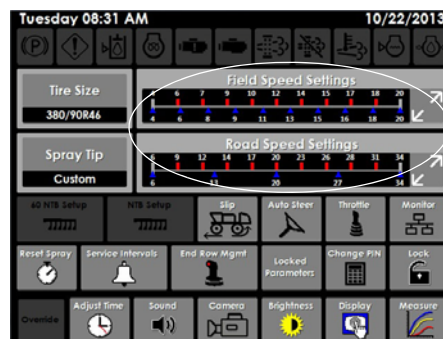 Tuesday 08:31 AM 10/22/2013
Tire Size
380/90R46
Field Speed Settings
4 6 7 9 10 12 14 15 17 18 20
4 6 8 9 11 13 15 16 18 20
Spray Tip
Custom
Road Speed Settings
6 9 12 14 17 20 23 26 28 31 34
6 13 20 27 34
60 NTB Setup NTB Setup Slip Auto Steer Throttle Monitor
Reset Spray Service Intervals End Row Mgmt Locked Parameters Change PIN Lock
Override Adjust Time Sound Camera Brightness Display Measure